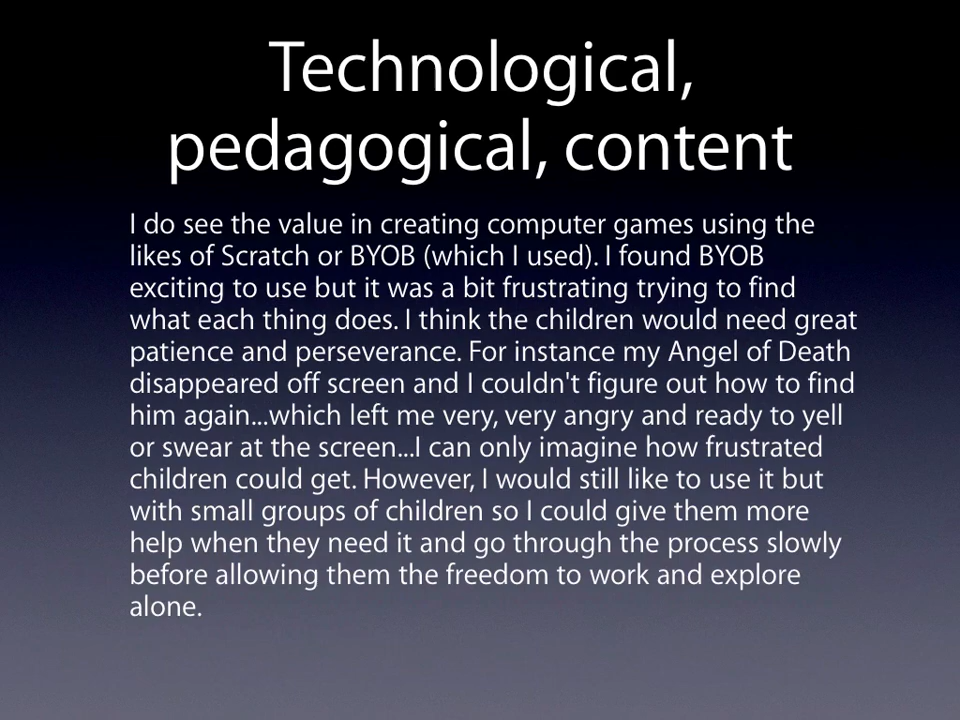 Technological,
pedagogical, content
I do see the value in creating computer games using the
likes of Scratch or BYOB (which I used). I found BYOB
exciting to use but it was a bit frustrating trying to find
what each thing does. I think the children would need great
patience and perseverance. For instance my Angel of Death
disappeared off screen and I couldn't figure out how to find
him again...which left me very, very angry and ready to yell
or swear at the screen...I can only imagine how frustrated
children could get. However, I would still like to use it but
with small groups of children so I could give them more
help when they need it and go through the process slowly
before allowing them the freedom to work and explore
alone.